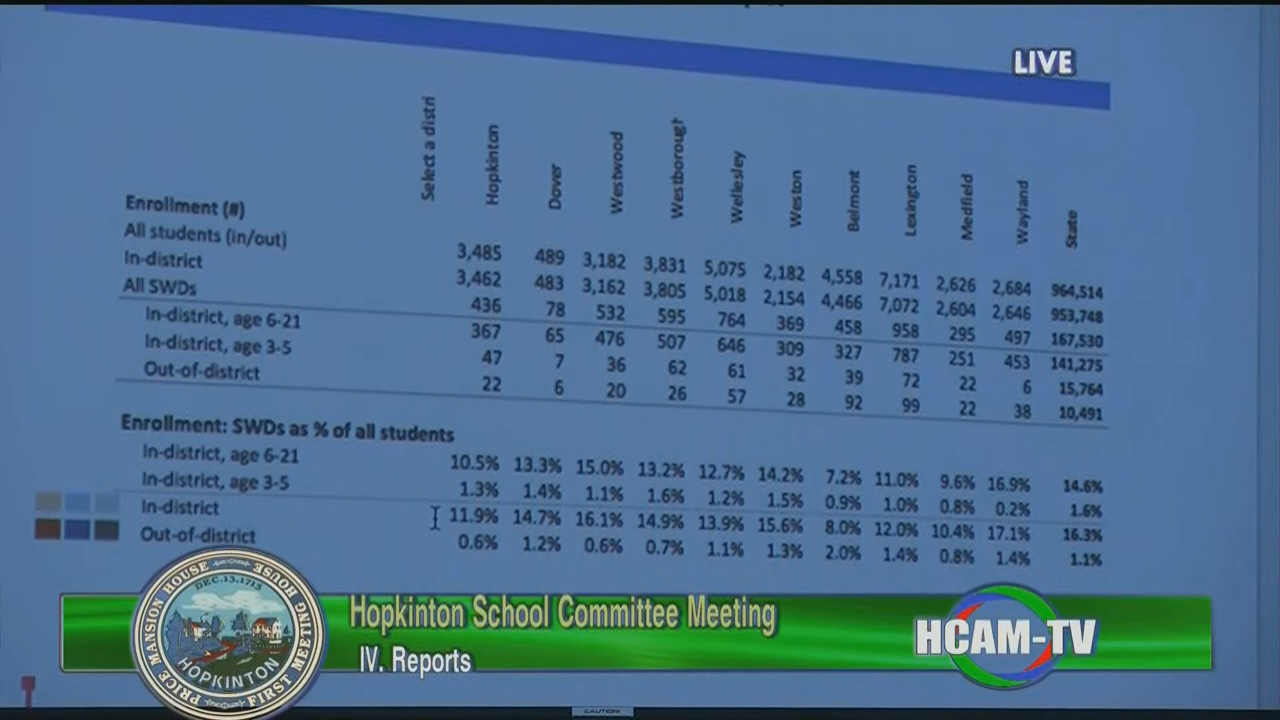 LIVE
Select a distri Hopkinton Dover Westwood Westborough Wellesley Weston Belmont Lexington Medfield Wayland State
Enrollment (#)
All students (in/out) 3,485 489 3,182 3,831 5,075 2,182 4,558 7,171 2,626 2,684 964,514
In-district 3,462 483 3,162 3,805 5,018 2,154 4,466 7,072 2,604 2,646 953,748
All SWDs 436 78 532 595 764 369 458 958 295 497 167,530
In-district, age 6-21 367 65 476 507 646 309 327 787 251 453 141,275
In-district, age 3-5 47 7 36 62 61 32 39 72 22 6 15,764
Out-of-district 22 6 20 26 57 28 92 99 22 38 10,491
Enrollment: SWDs as % of all students
In-district, age 6-21 10.5% 13.3% 15.0% 13.2% 12.7% 14.2% 7.2% 11.0% 9.6% 16.9% 14.6%
In-district, age 3-5 1.3% 1.4% 1.1% 1.6% 1.2% 1.5% 0.9% 1.0% 0.8% 0.2% 1.6%
In-district 11.9% 14.7% 16.1% 14.9% 13.9% 15.6% 8.0% 12.0% 10.4% 17.1% 16.3%
Out-of-district 0.6% 1.2% 0.6% 0.7% 1.1% 1.3% 2.0% 1.4% 0.8% 1.4% 1.1%
PRICE MANSION HOUSE HOUSE FIRST MEETING
DEC. 13. 1715
HOPKINTON
Hopkinton School Committee Meeting
IV. Reports
HCAM-TV
CAUTION!